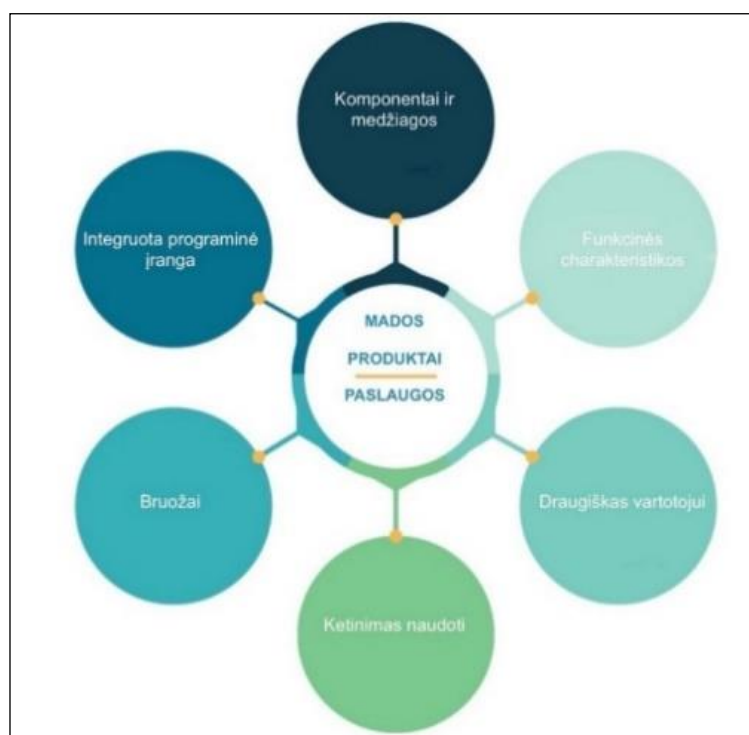 Komponentai ir
medžiagos
Integruota programinė
įranga
Funkcinės
charakteristikos
MADOS
PRODUKTAI
PASLAUGOS
Bruožai
Draugiškas vartotojui
Ketinimas naudoti